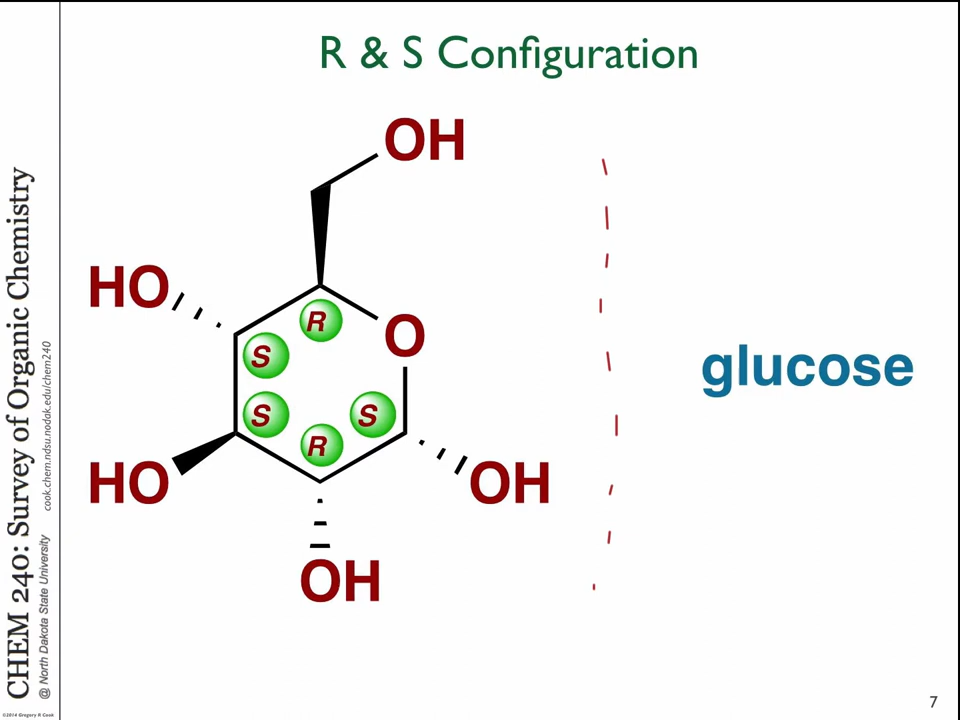 R & S Configuration
OH
HO
R
O
S
glucose
S
S
R
HO
OH
OH
CHEM 240: Survey of Organic Chemistry
@ North Dakota State University cook.chem.ndsu.nodak.edu/chem240
©2014 Gregory R Cook
7